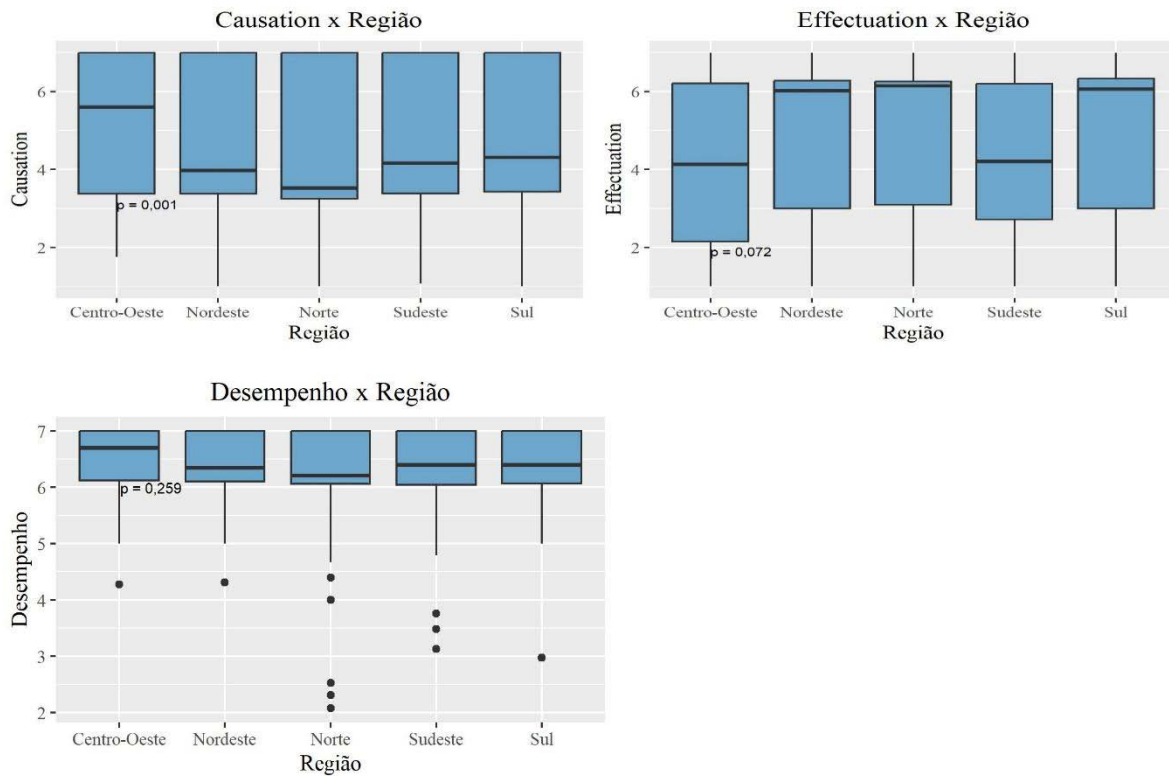 Causation x Região
Causation
6
4
2
p = 0,001
Centro-Oeste Nordeste Norte Sudeste Sul
Região
Effectuation x Região
Effectuation
6
4
2
p = 0,072
Centro-Oeste Nordeste Norte Sudeste Sul
Região
Desempenho x Região
Desempenho
7
6
5
4
3
2
p = 0,259
Centro-Oeste Nordeste Norte Sudeste Sul
Região